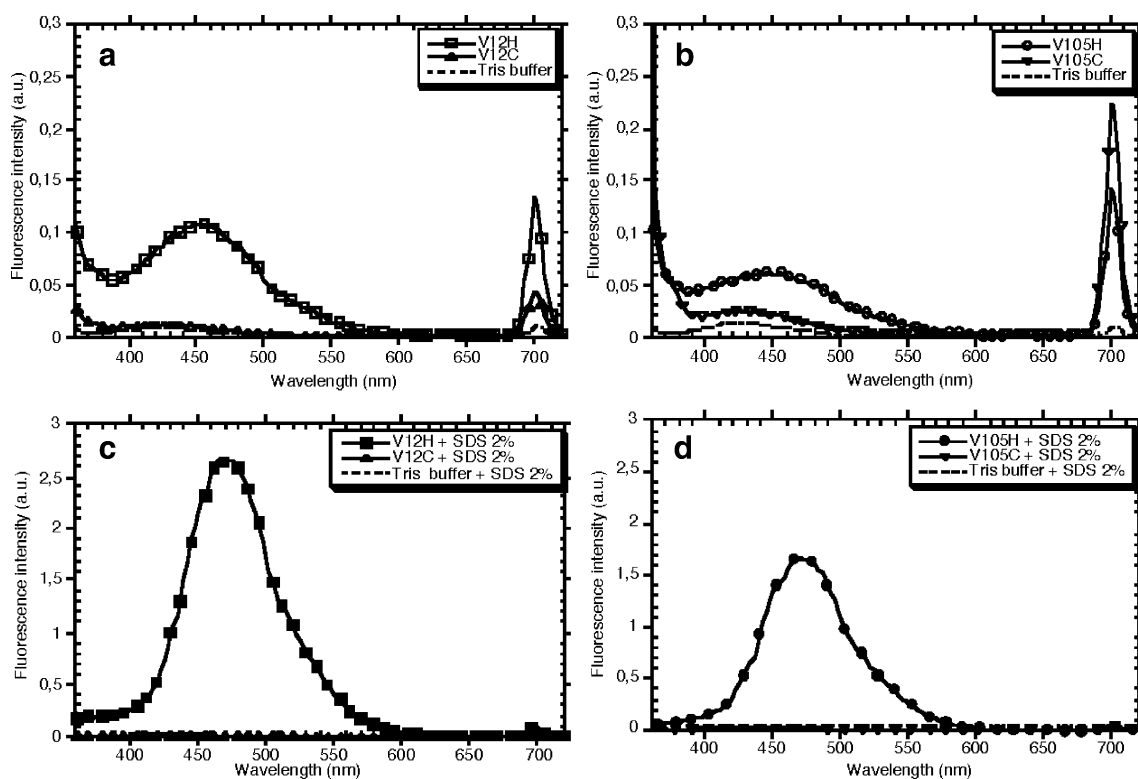 a
V12H
V12C
Tris buffer
0,3
0,25
0,2
0,15
0,1
0,05
0
Fluorescence intensity (a.u.)
400 450 500 550 600 650 700
Wavelength (nm)
b
V105H
V105C
Tris buffer
0,3
0,25
0,2
0,15
0,1
0,05
0
Fluorescence intensity (a.u.)
400 450 500 550 600 650 700
Wavelength (nm)
c
V12H + SDS 2%
V12C + SDS 2%
Tris buffer + SDS 2%
3
2,5
2
1,5
1
0,5
0
Fluorescence intensity (a.u.)
400 450 500 550 600 650 700
Wavelength (nm)
d
V105H + SDS 2%
V105C + SDS 2%
Tris buffer + SDS 2%
3
2,5
2
1,5
1
0,5
0
Fluorescence intensity (a.u.)
400 450 500 550 600 650 700
Wavelength (nm)